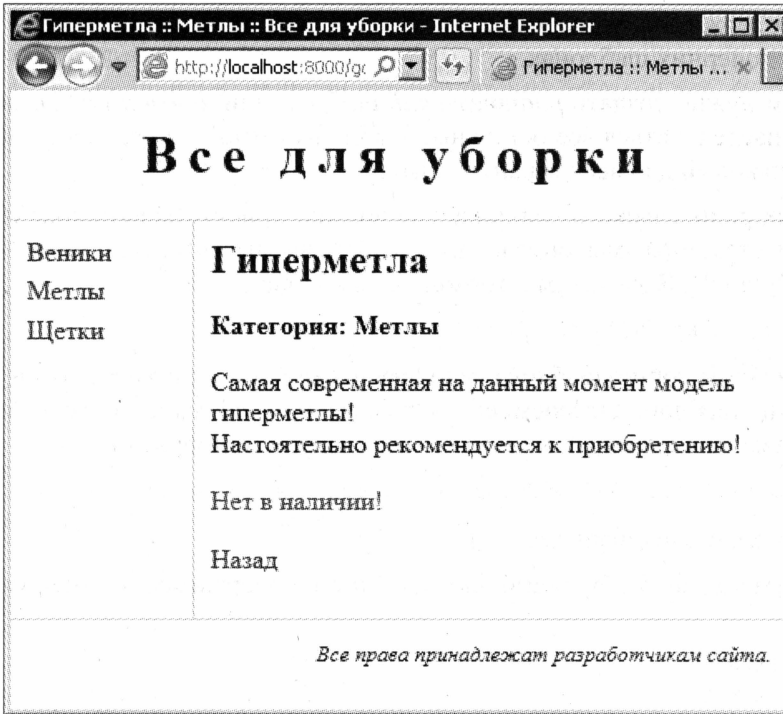 Гиперметла :: Метлы :: Все для уборки - Internet Explorer
http://localhost:8000/gc
Гиперметла :: Метлы ...
Все для уборки
Веники
Метлы
Щетки
Гиперметла
Категория: Метлы
Самая современная на данный момент модель
гиперметлы!
Настоятельно рекомендуется к приобретению!
Нет в наличии!
Назад
Все права принадлежат разработчикам сайта.